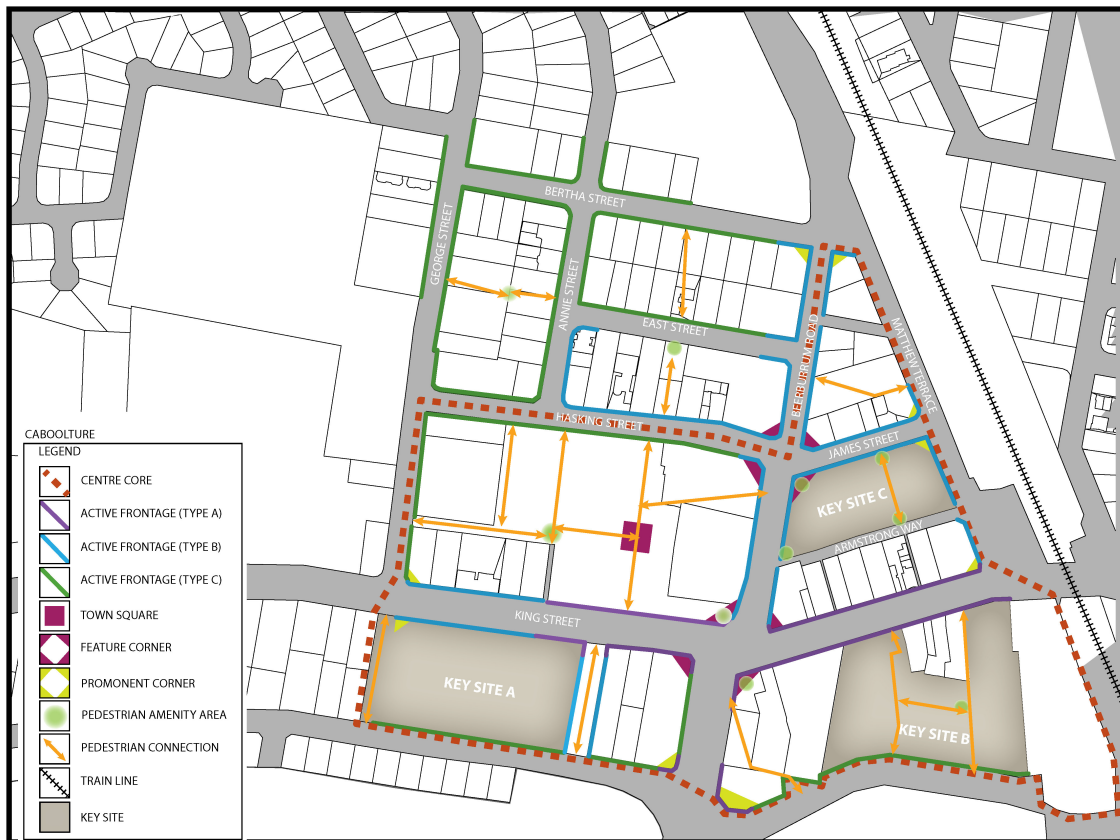 BERTHA STREET
GEORGE STREET
ANNIE STREET
EAST STREET
BEERBURRUM ROAD
MATTHEW TERRACE
HASKING STREET
JAMES STREET
KEY SITE C
ARMSTRONG WAY
KING STREET
KEY SITE A
KEY SITE B
CABOOLTURE
LEGEND
CENTRE CORE
ACTIVE FRONTAGE (TYPE A)
ACTIVE FRONTAGE (TYPE B)
ACTIVE FRONTAGE (TYPE C)
TOWN SQUARE
FEATURE CORNER
PROMONENT CORNER
PEDESTRIAN AMENITY AREA
PEDESTRIAN CONNECTION
TRAIN LINE
KEY SITE